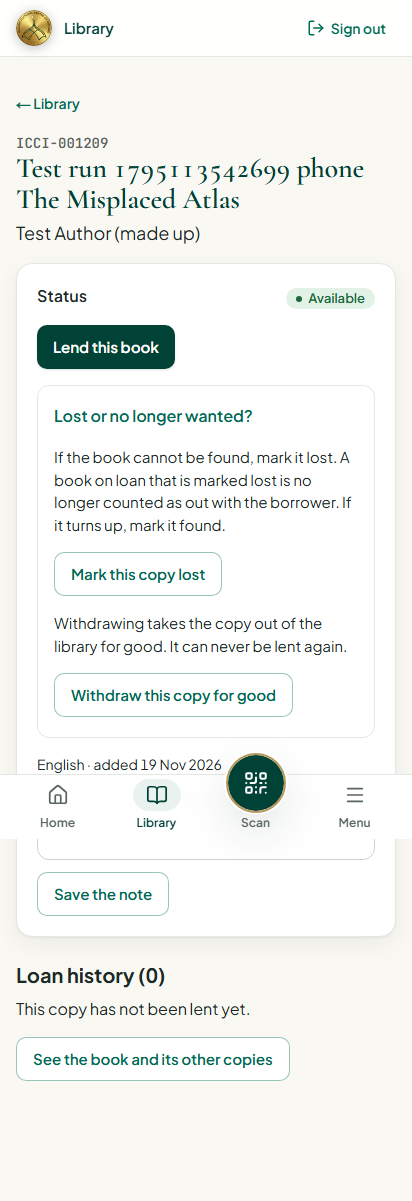 Library
Sign out
← Library
ICCI-001209
Test run 1795113542699 phone
The Misplaced Atlas
Test Author (made up)
Status
Available
Lend this book
Lost or no longer wanted?
If the book cannot be found, mark it lost. A
book on loan that is marked lost is no
longer counted as out with the borrower. If
it turns up, mark it found.
Mark this copy lost
Withdrawing takes the copy out of the
library for good. It can never be lent again.
Withdraw this copy for good
English · added 19 Nov 2026
Home
Library
Scan
Menu
Save the note
Loan history (0)
This copy has not been lent yet.
See the book and its other copies